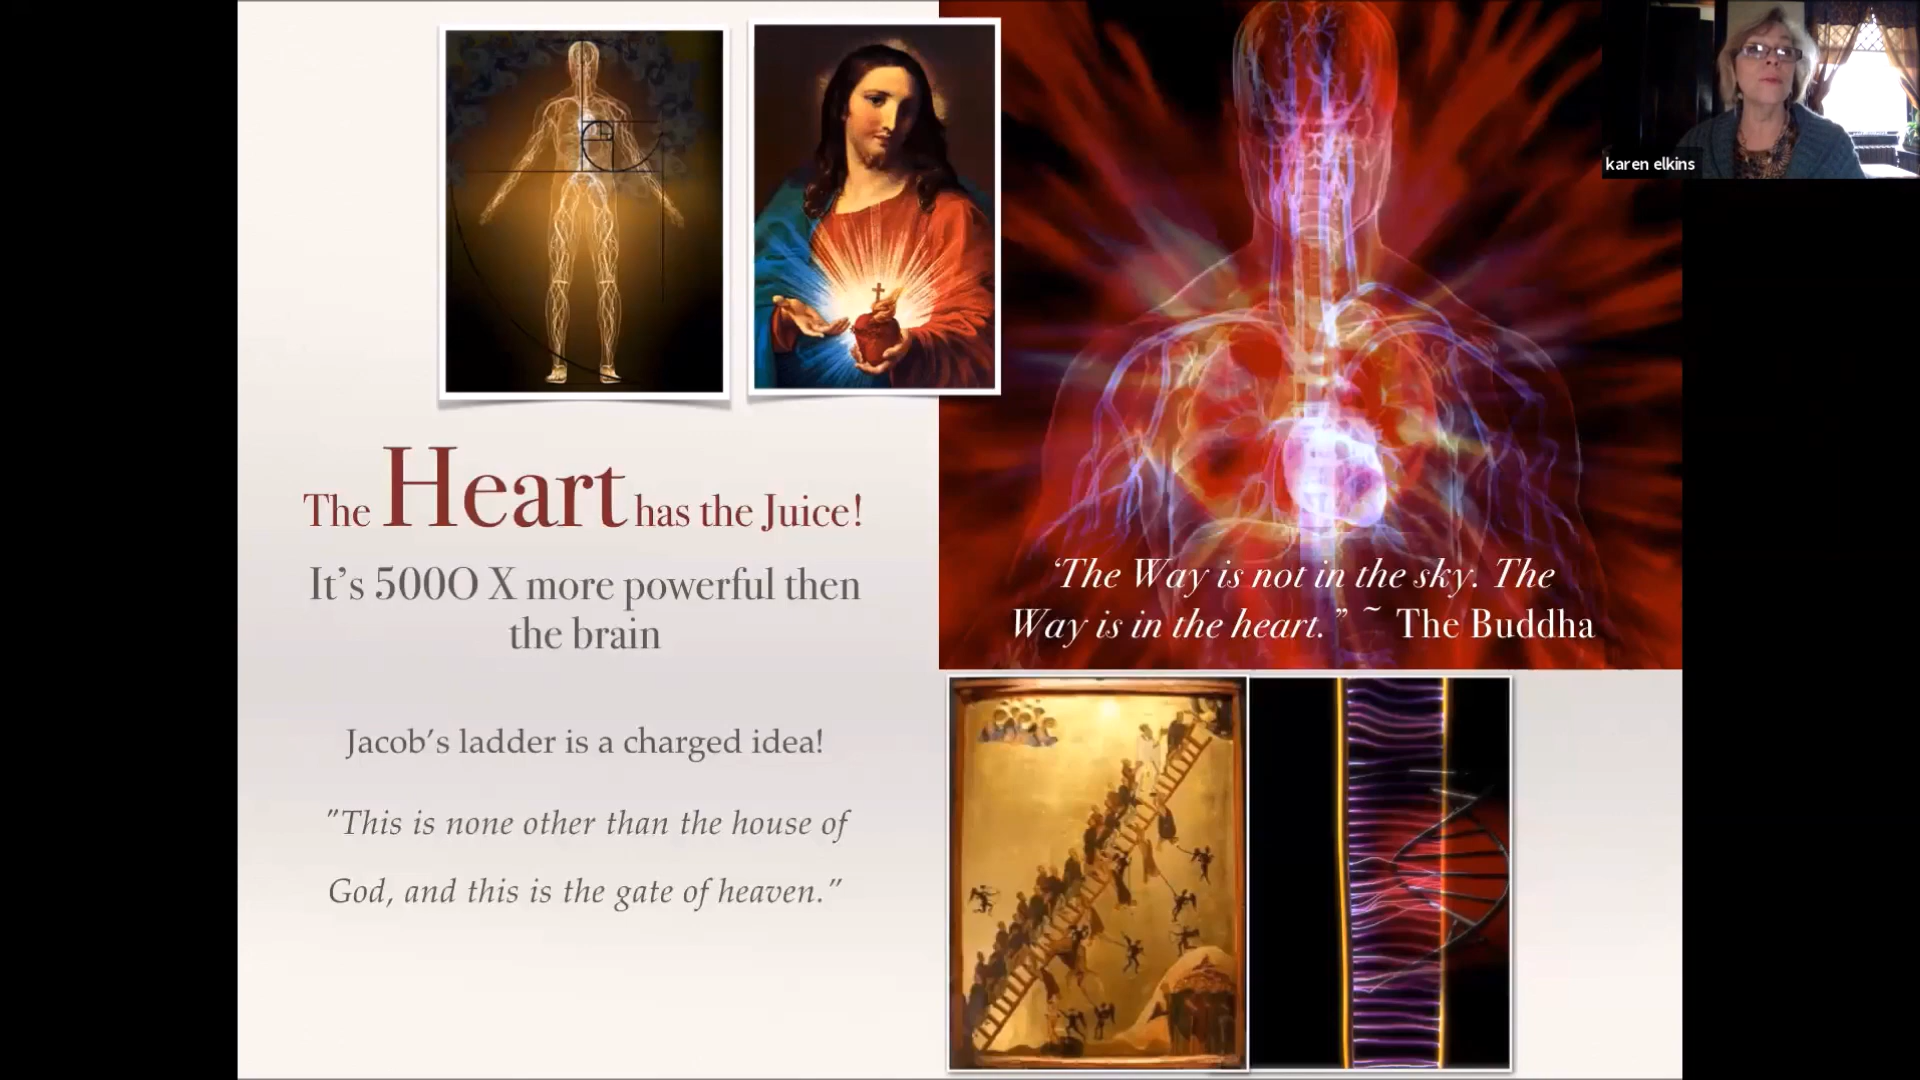 karen elkins
The Heart has the Juice!
It's 500O X more powerful then
the brain
'The Way is not in the sky. The
Way is in the heart." ~ The Buddha
Jacob's ladder is a charged idea!
"This is none other than the house of
God, and this is the gate of heaven."